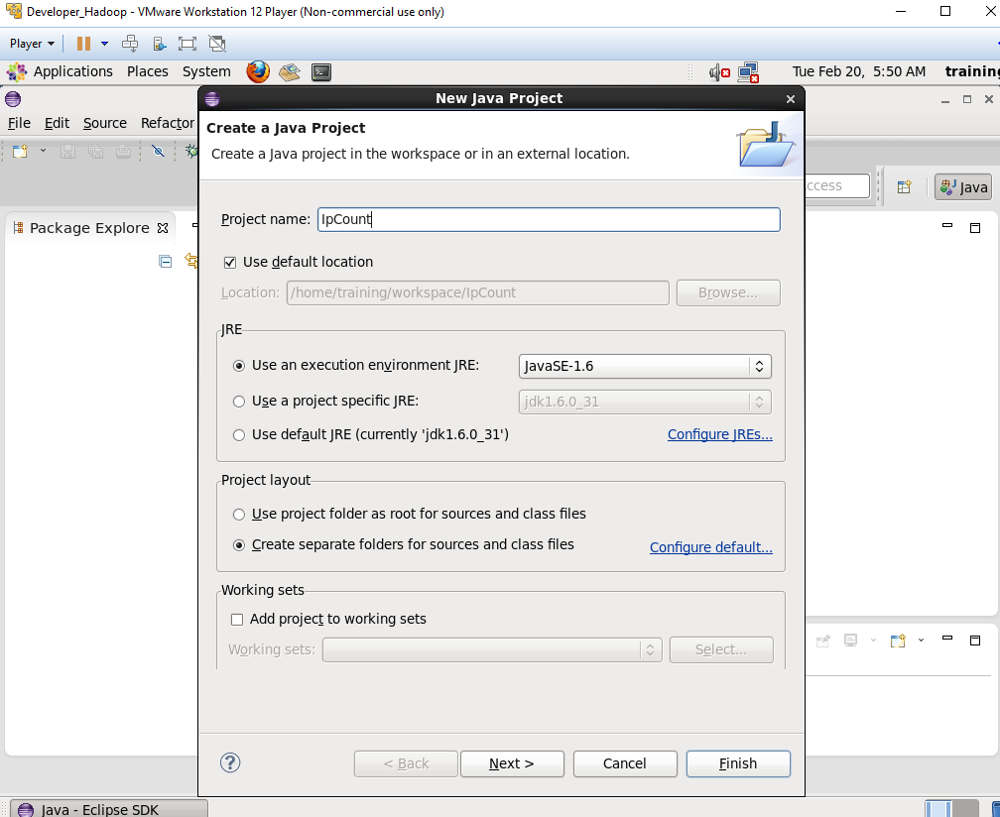 Developer_Hadoop - VMware Workstation 12 Player (Non-commercial use only)
Player
Applications Places System Tue Feb 20, 5:50 AM training
New Java Project
File Edit Source Refactor
Create a Java Project
Create a Java project in the workspace or in an external location.
Access
Java
Package Explore
Project name: IpCount
Use default location
Location: /home/training/workspace/IpCount Browse...
JRE
Use an execution environment JRE: JavaSE-1.6
Use a project specific JRE: jdk1.6.0_31
Use default JRE (currently 'jdk1.6.0_31') Configure JREs...
Project layout
Use project folder as root for sources and class files
Create separate folders for sources and class files Configure default...
Working sets
Add project to working sets
Working sets: Select...
? < Back Next > Cancel Finish
Java - Eclipse SDK